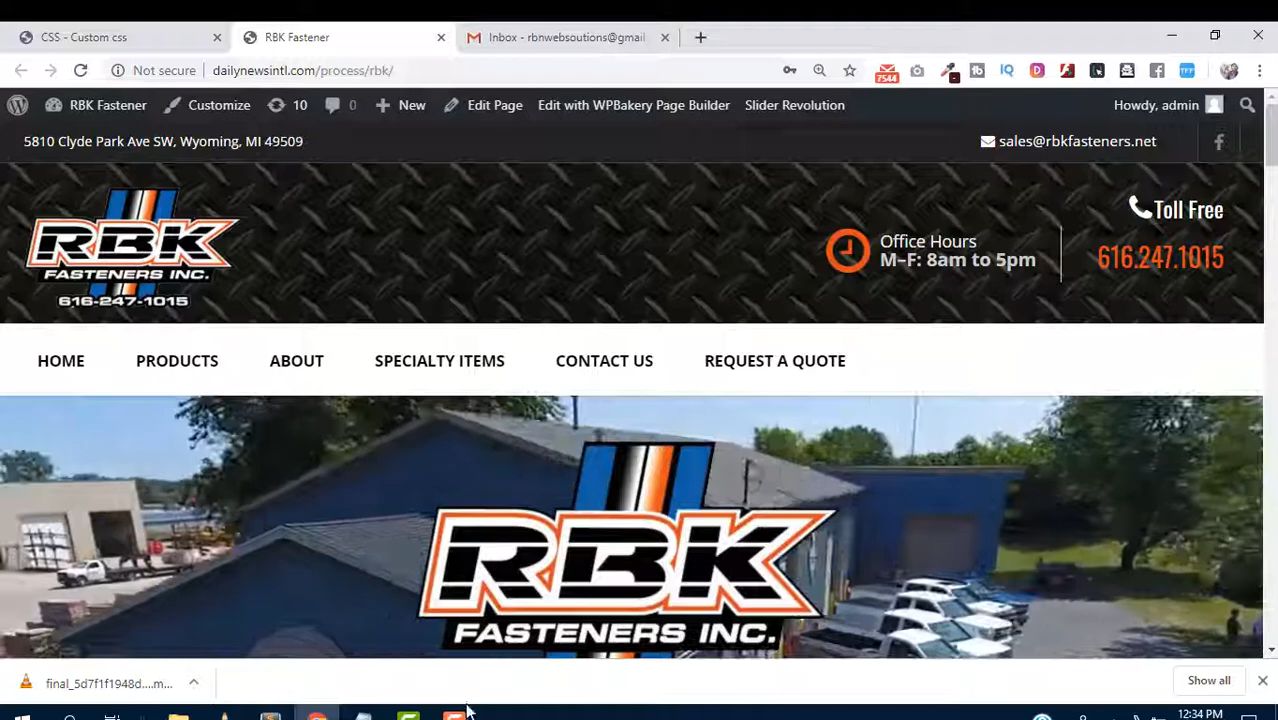 CSS - Custom css
RBK Fastener
Inbox - rbnwebsoutions@gmail
Not secure
dailynewsintl.com/process/rbk/
7544
IQ
RBK Fastener
Customize
10
0
New
Edit Page
Edit with WPBakery Page Builder
Slider Revolution
Howdy, admin
5810 Clyde Park Ave SW, Wyoming, MI 49509
sales@rbkfasteners.net
RBK
FASTENERS INC.
616-247-1015
Office Hours
M–F: 8am to 5pm
Toll Free
616.247.1015
HOME
PRODUCTS
ABOUT
SPECIALTY ITEMS
CONTACT US
REQUEST A QUOTE
RBK
FASTENERS INC.
final_5d7f1f1948d....m...
Show all
12:34 PM